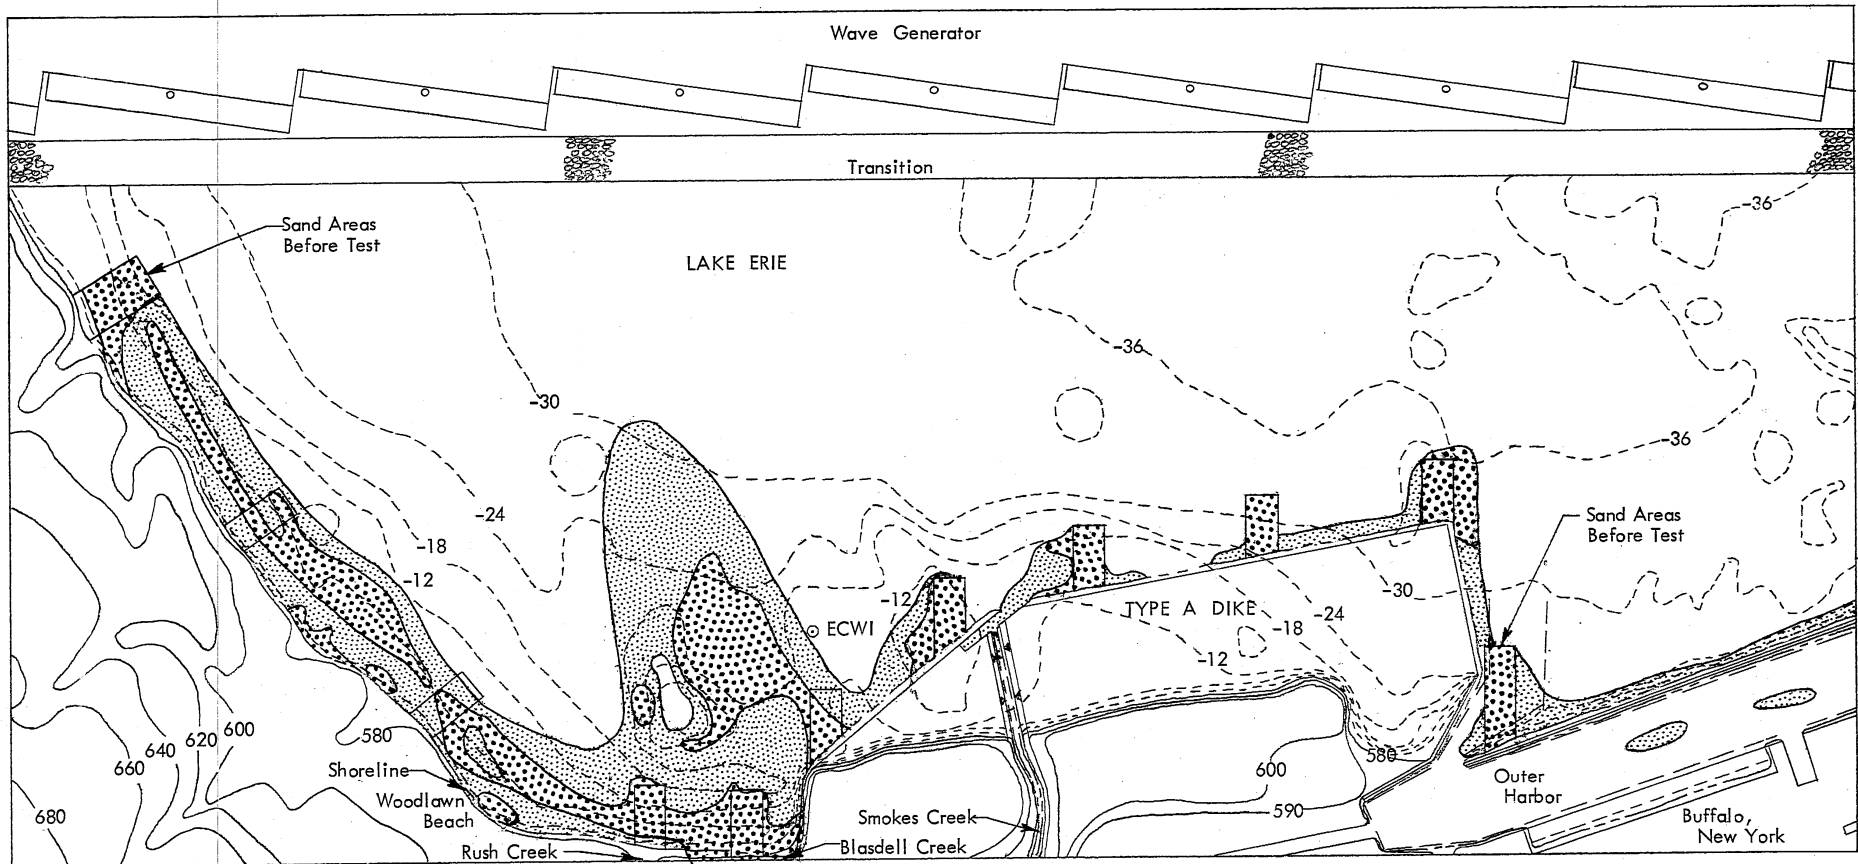 Wave Generator
Transition
Sand Areas
Before Test
LAKE ERIE
-36
-36
-30
-36
-24
-18
-12
Sand Areas
Before Test
-12
ECWI
TYPE A DIKE
-30
-24
-18
-12
600
620
640
660
580
680
Shoreline
Woodlawn
Beach
Rush Creek
Blasdell Creek
Smokes Creek
600
590
580
Outer
Harbor
Buffalo,
New York